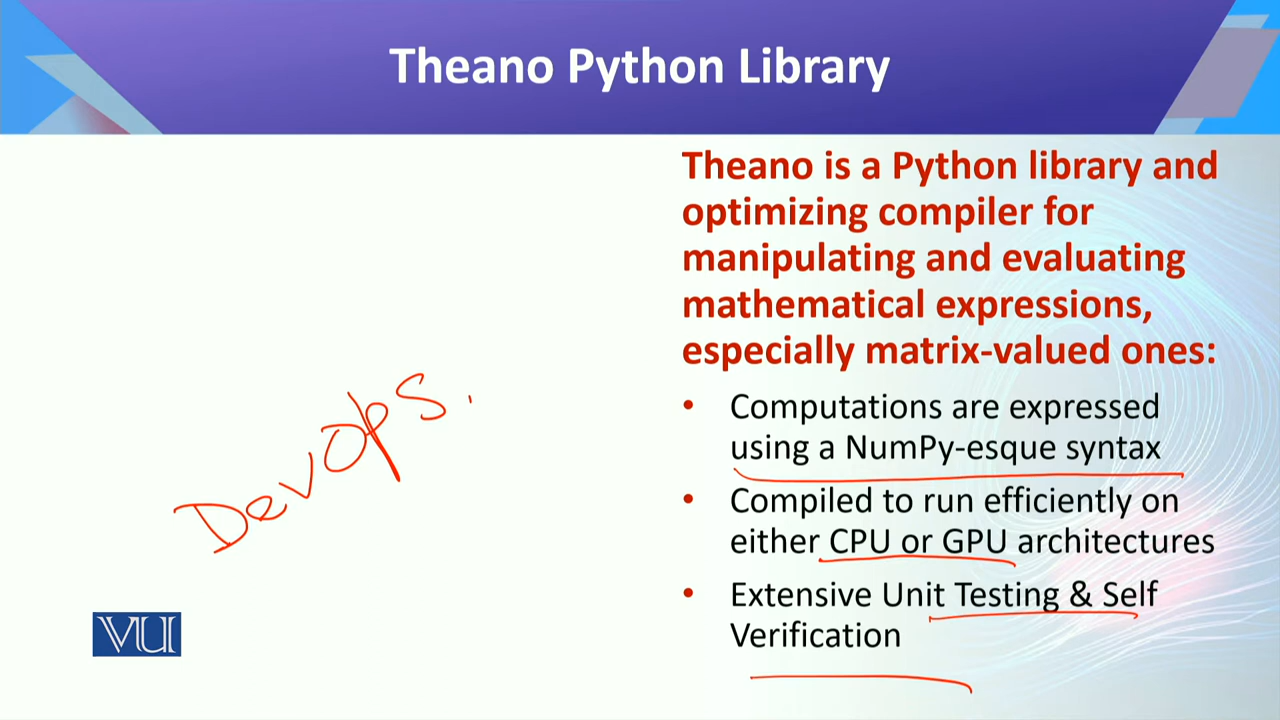 Theano Python Library
Theano is a Python library and
optimizing compiler for
manipulating and evaluating
mathematical expressions,
especially matrix-valued ones:
• Computations are expressed
using a NumPy-esque syntax
• Compiled to run efficiently on
either CPU or GPU architectures
• Extensive Unit Testing & Self
Verification
DevOps.
VU